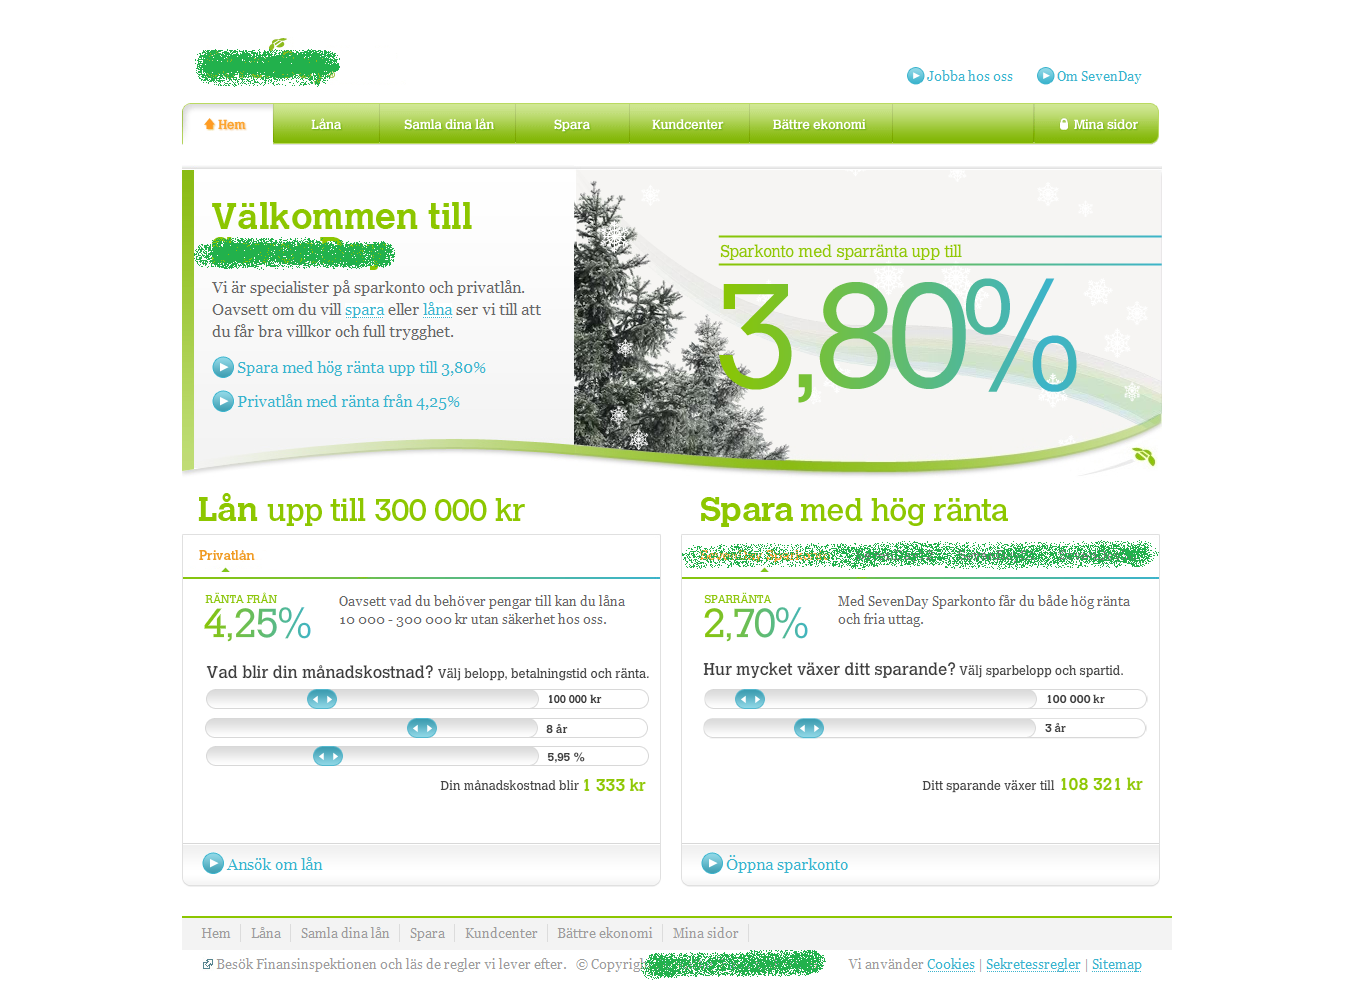 Jobba hos oss Om SevenDay
Hem Låna Samla dina lån Spara Kundcenter Bättre ekonomi Mina sidor
Välkommen till
Vi är specialister på sparkonto och privatlån.
Oavsett om du vill spara eller låna ser vi till att
du får bra villkor och full trygghet.
Spara med hög ränta upp till 3,80%
Privatlån med ränta från 4,25%
Sparkonto med sparränta upp till
3,80%
Lån upp till 300 000 kr
Privatlån
RÄNTA FRÅN
4,25%
Oavsett vad du behöver pengar till kan du låna
10 000 - 300 000 kr utan säkerhet hos oss.
Vad blir din månadskostnad? Välj belopp, betalningstid och ränta.
100 000 kr
8 år
5,95 %
Din månadskostnad blir 1 333 kr
Ansök om lån
Spara med hög ränta
SPARRÄNTA
2,70%
Med SevenDay Sparkonto får du både hög ränta
och fria uttag.
Hur mycket växer ditt sparande? Välj sparbelopp och spartid.
100 000 kr
3 år
Ditt sparande växer till 108 321 kr
Öppna sparkonto
Hem Låna Samla dina lån Spara Kundcenter Bättre ekonomi Mina sidor
Besök Finansinspektionen och läs de regler vi lever efter. © Vi använder Cookies | Sekretessregler | Sitemap